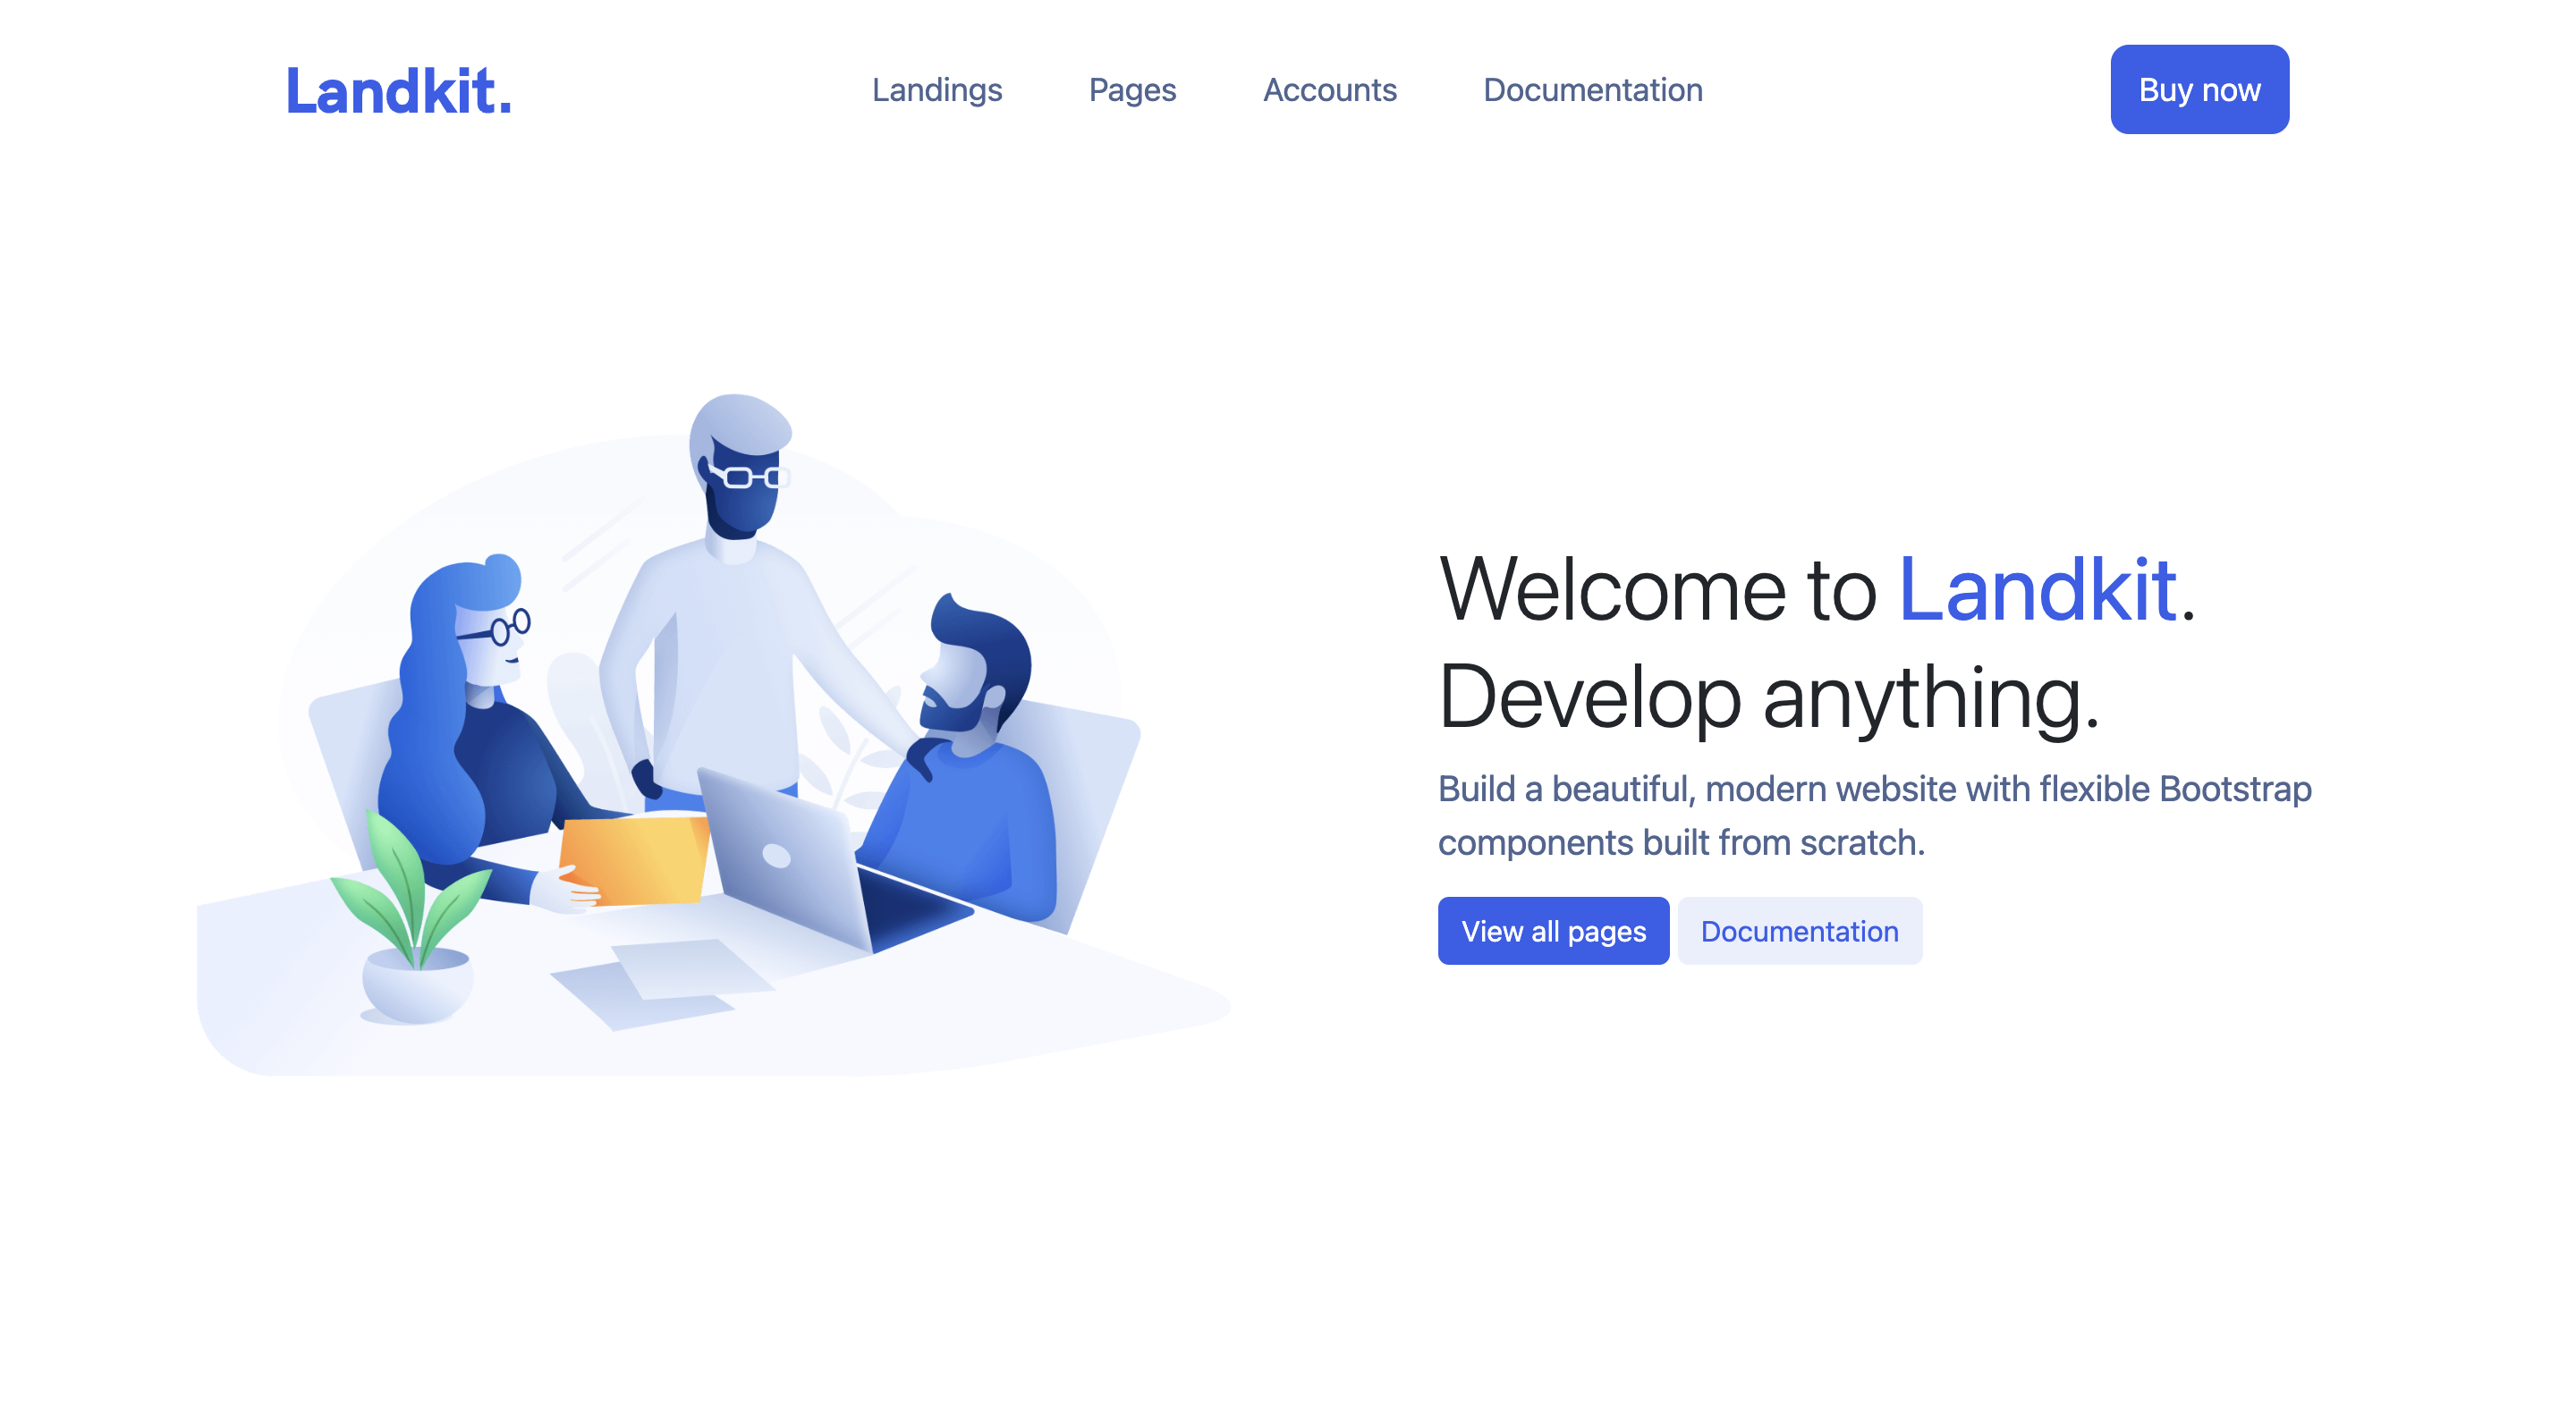 Landkit.
Landings
Pages
Accounts
Documentation
Buy now
Welcome to Landkit.
Develop anything.
Build a beautiful, modern website with flexible Bootstrap
components built from scratch.
View all pages
Documentation